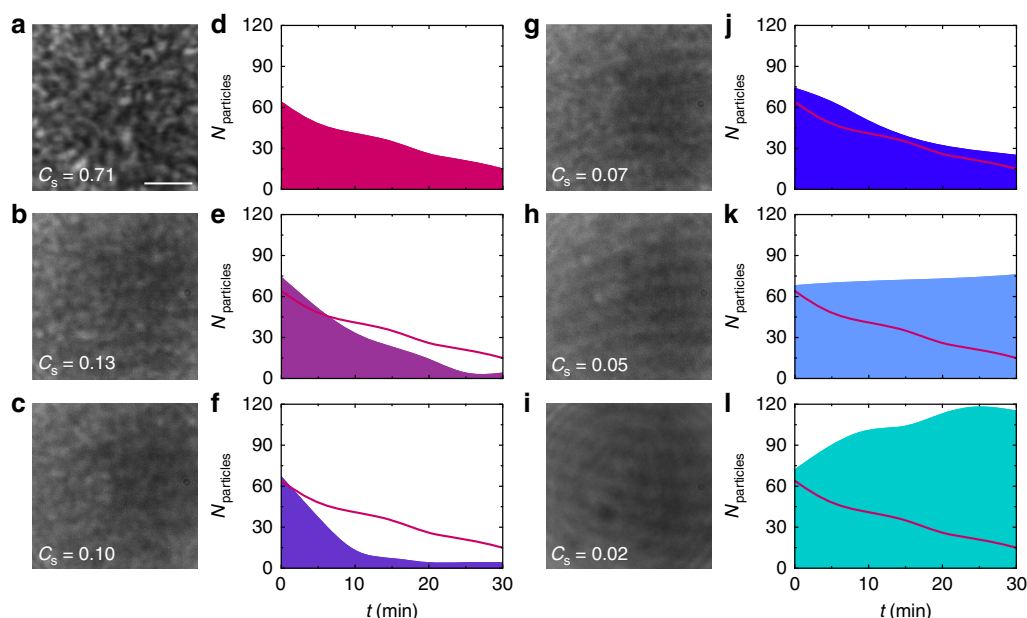 a
C_s = 0.71
b
C_s = 0.13
c
C_s = 0.10
d
120
90
60
30
0
N_particles
e
120
90
60
30
0
N_particles
f
120
90
60
30
0
N_particles
0 10 20 30
t (min)
g
C_s = 0.07
h
C_s = 0.05
i
C_s = 0.02
j
120
90
60
30
0
N_particles
k
120
90
60
30
0
N_particles
l
120
90
60
30
0
N_particles
0 10 20 30
t (min)